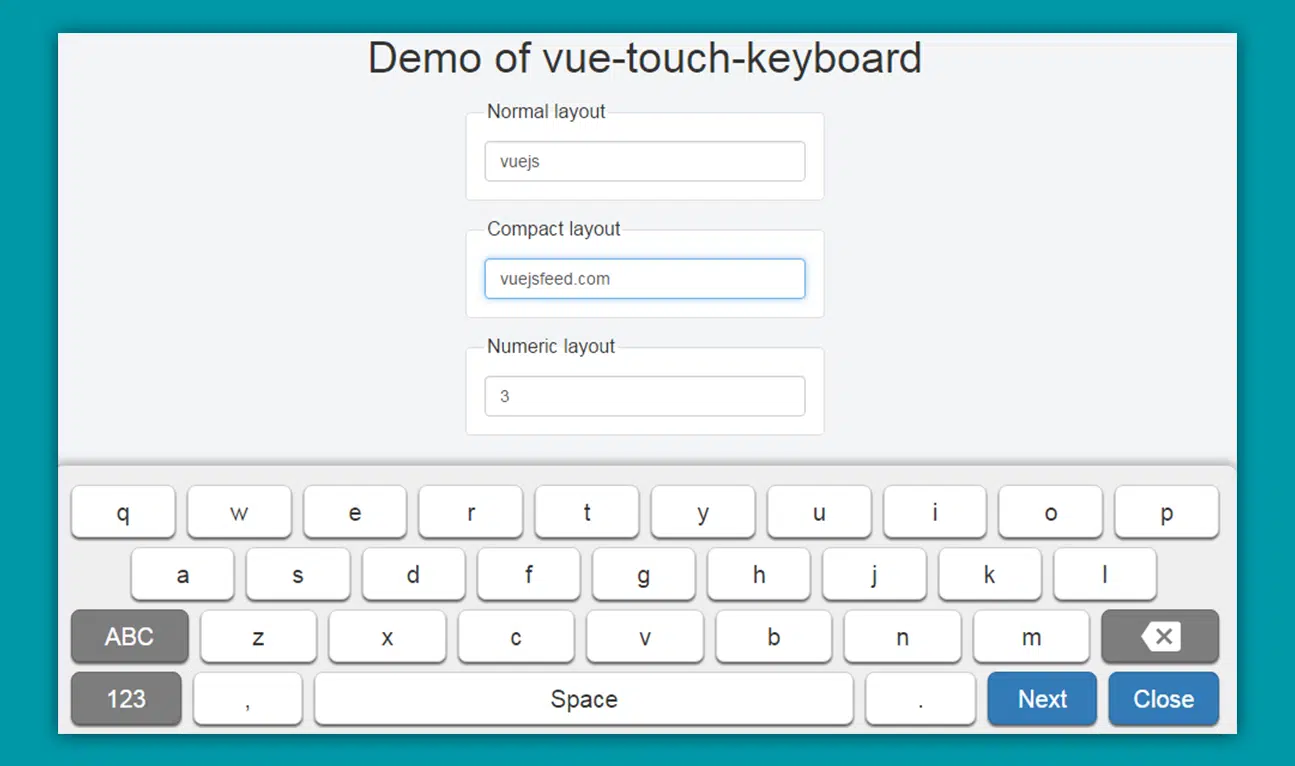 Demo of vue-touch-keyboard
Normal layout
vuejs
Compact layout
vuejsfeed.com
Numeric layout
3
q w e r t y u i o p
a s d f g h j k l
ABC z x c v b n m
123 , Space . Next Close